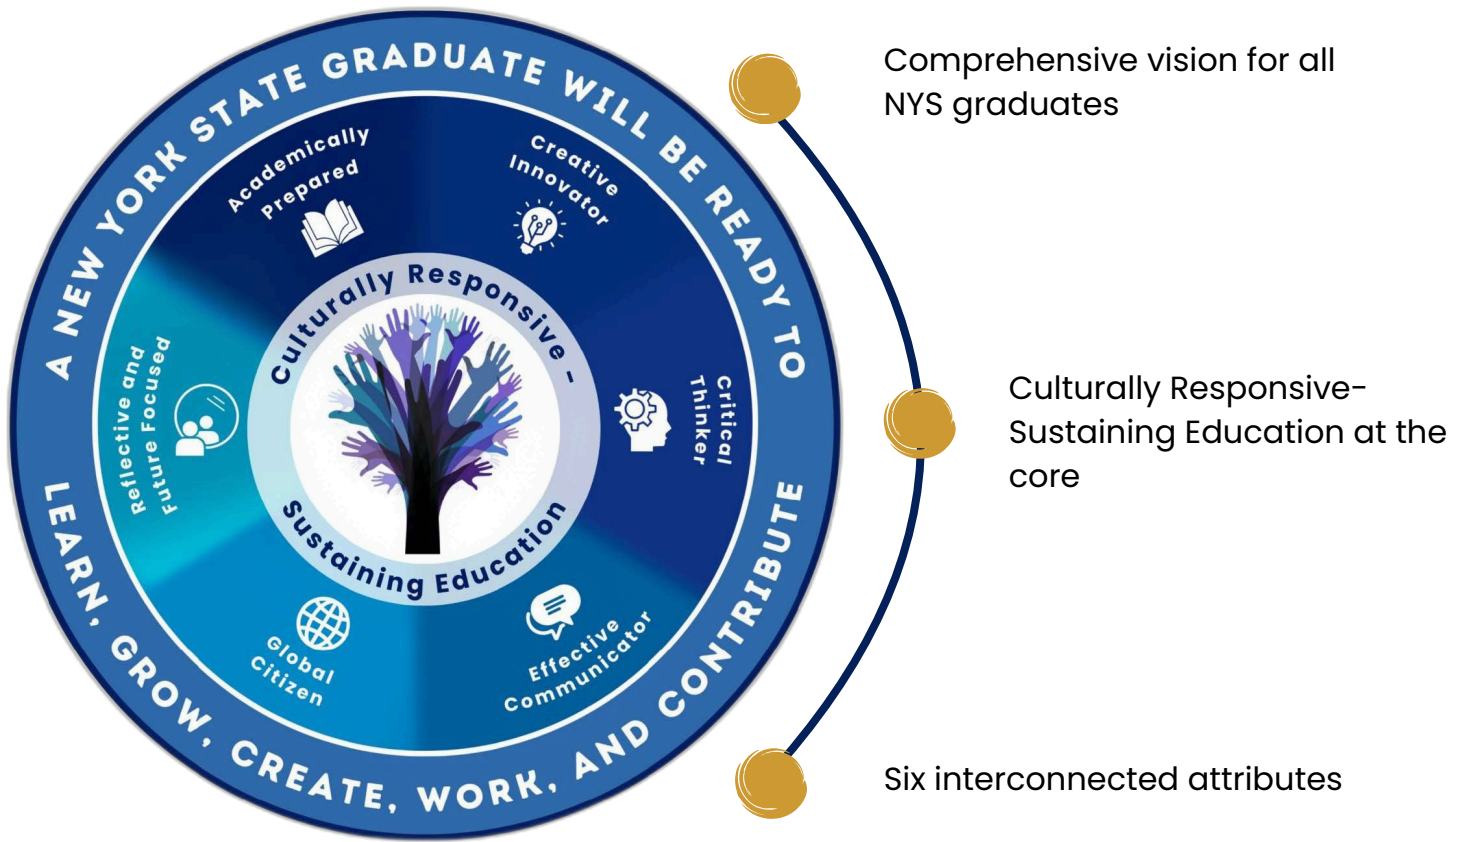 A NEW YORK STATE GRADUATE WILL BE READY TO
LEARN, GROW, CREATE, WORK, AND CONTRIBUTE
Academically
Prepared
Creative
Innovator
Critical
Thinker
Effective
Communicator
Global
Citizen
Reflective and
Future Focused
Culturally Responsive -
Sustaining Education
Comprehensive vision for all
NYS graduates
Culturally Responsive-
Sustaining Education at the
core
Six interconnected attributes